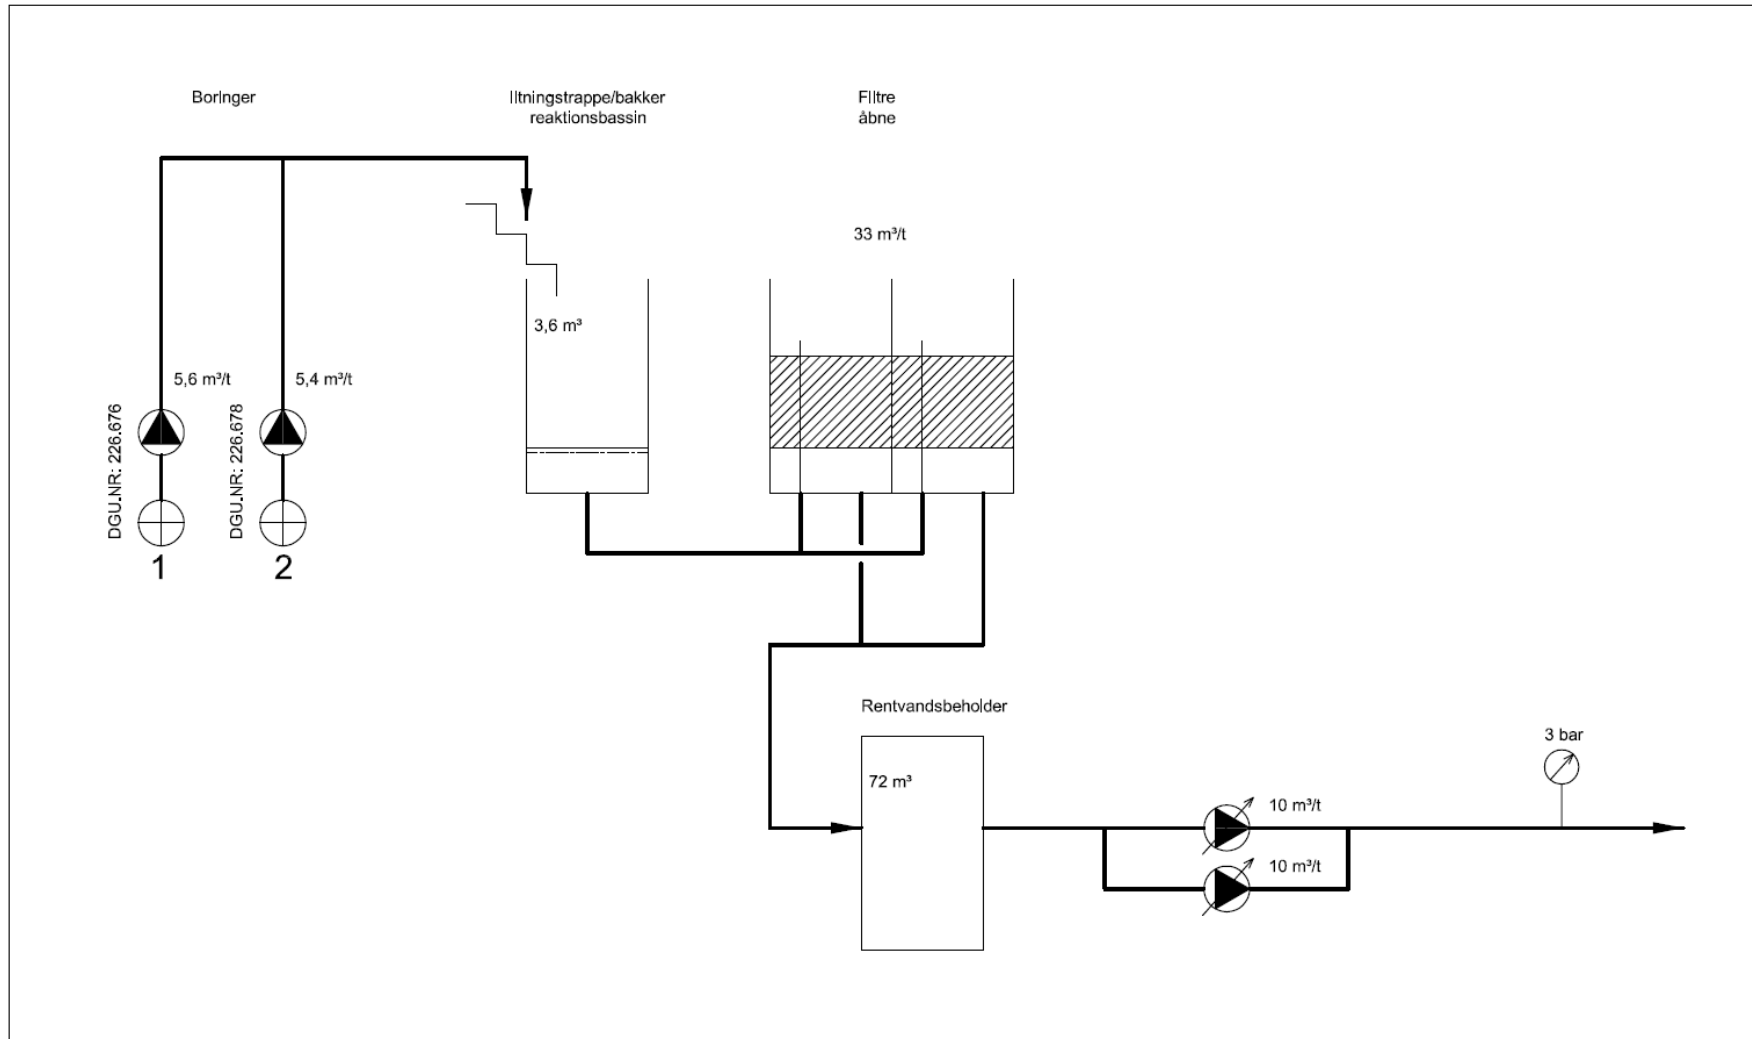 Boringer
Iltningstrappe/bakker
reaktionsbassin
Filtre
åbne
33 m³/t
3,6 m³
5,6 m³/t
5,4 m³/t
DGU.NR: 226.676
DGU.NR: 226.678
1
2
Rentvandsbeholder
72 m³
3 bar
10 m³/t
10 m³/t